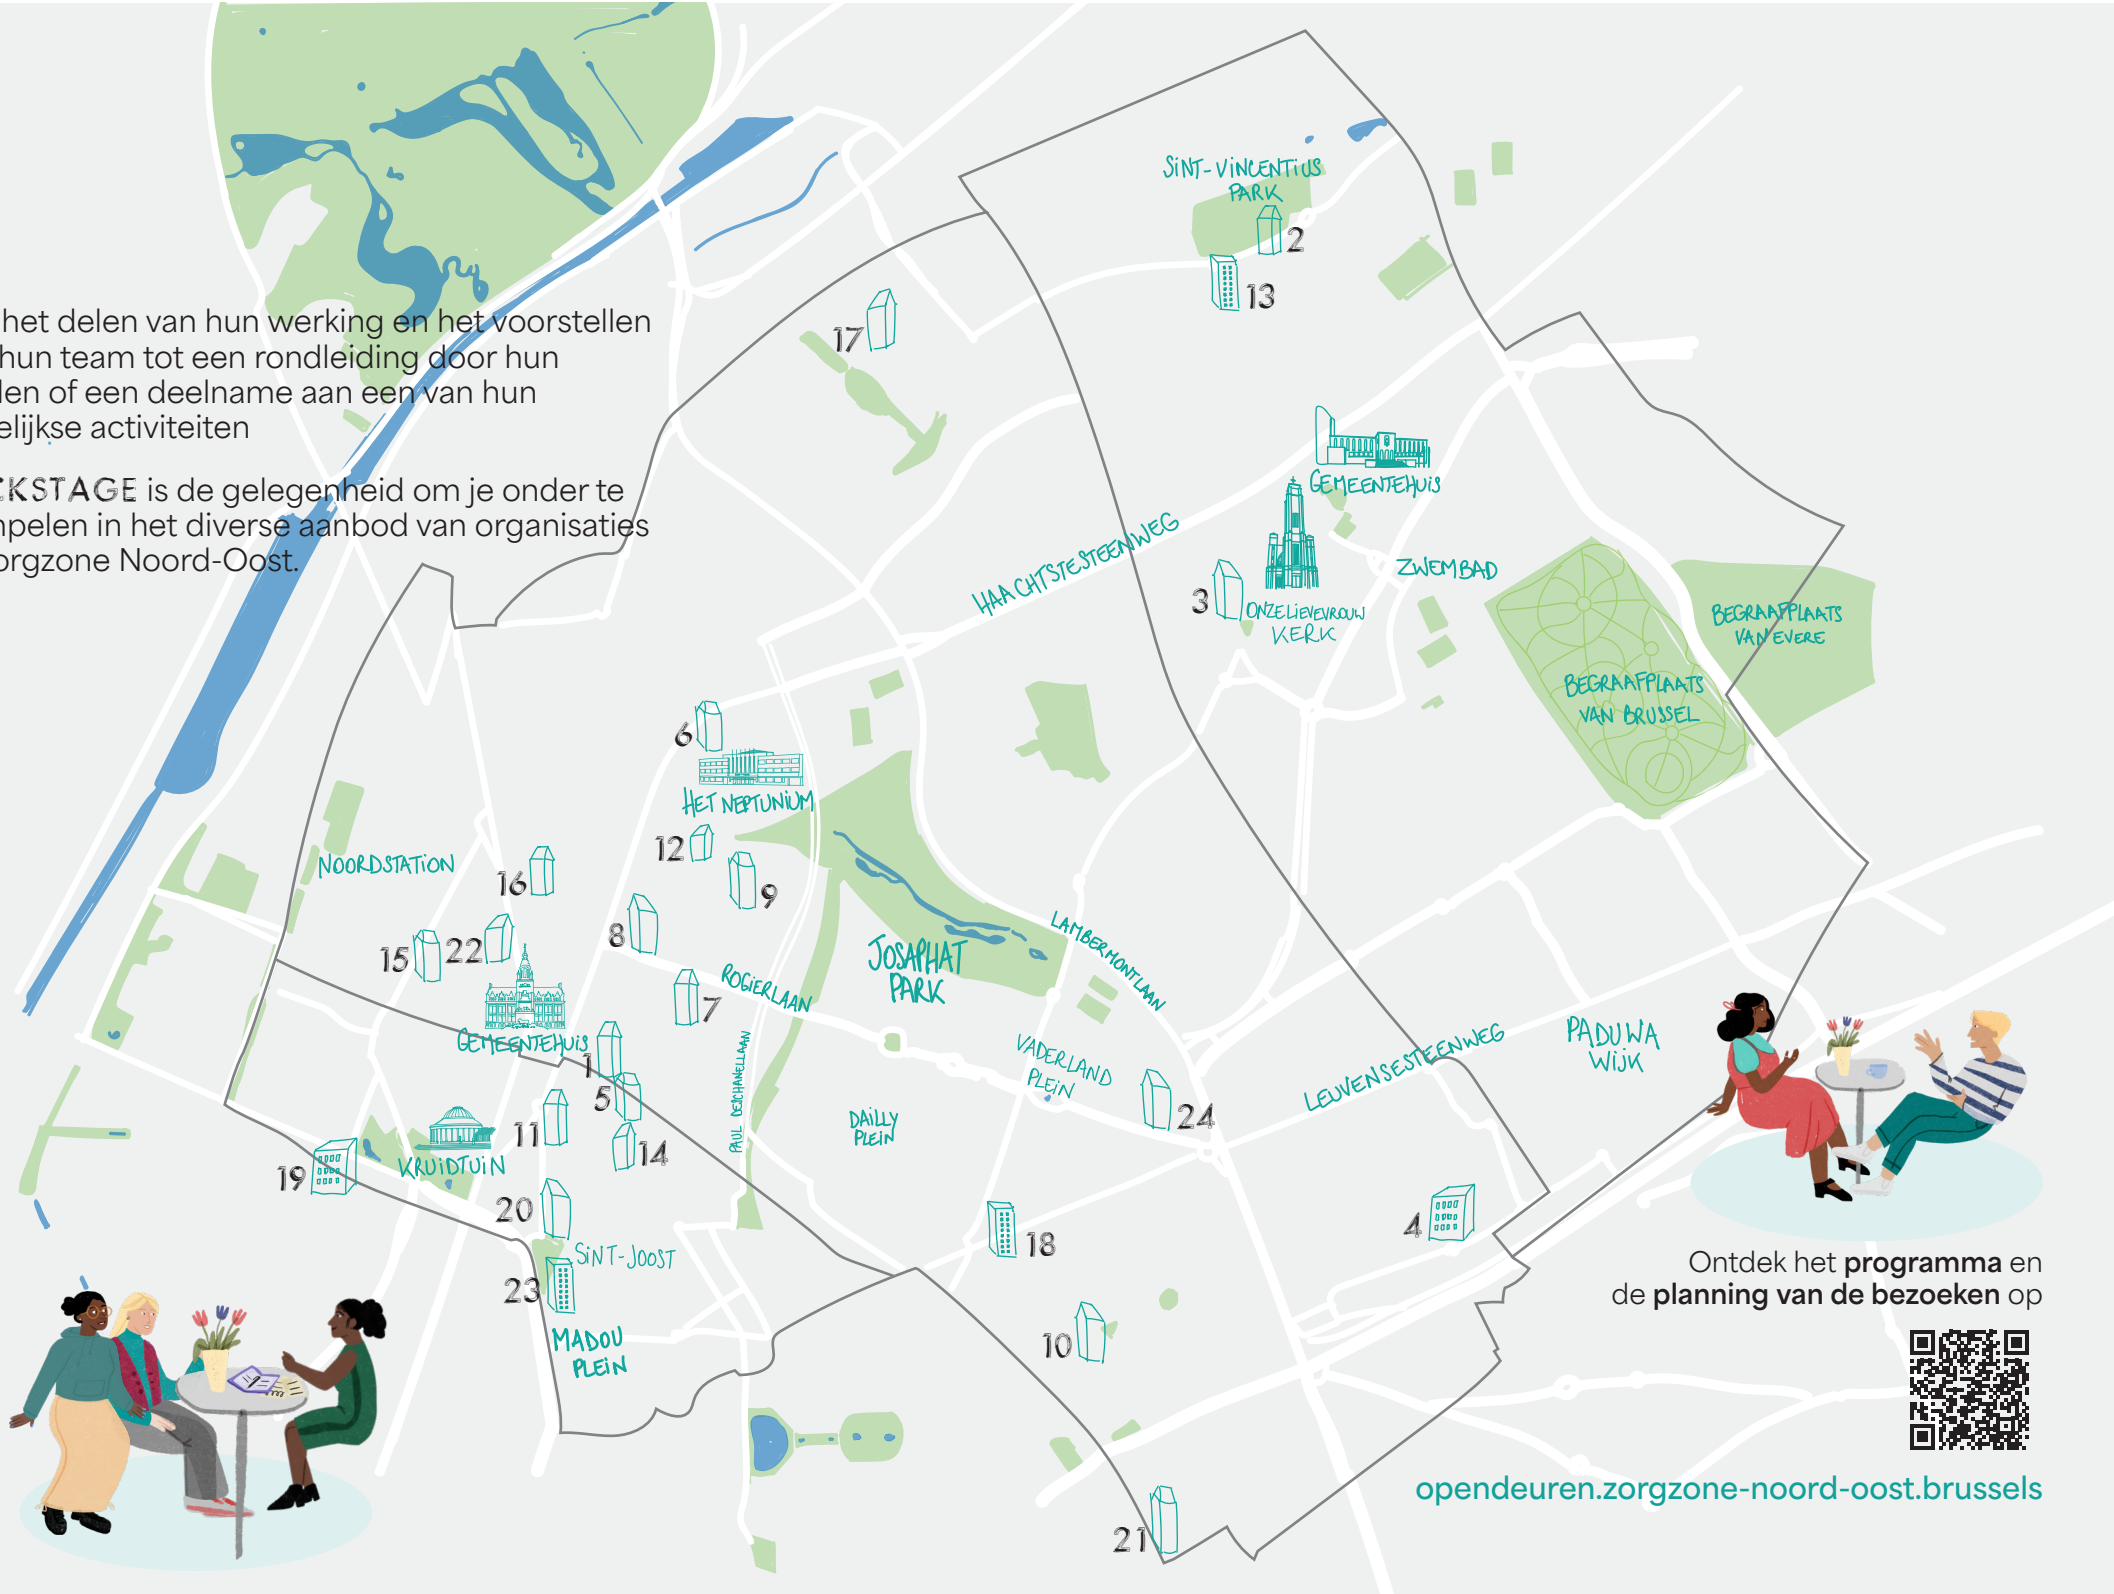 het delen van hun werking en het voorstellen
hun team tot een rondleiding door hun
len of een deelname aan een van hun
elijkse activiteiten
CKSTAGE is de gelegenheid om je onder te
mpelen in het diverse aanbod van organisaties
orgzone Noord-Oost.
SINT-VINCENTIUS
PARK
2
13
17
GEMEENTEHUIS
HAACHTSTESTEENWEG
ZWEMBAD
3
ONZELIEVEVROUW
KERK
BEGRAAFPLAATS
VAN EVERE
BEGRAAFPLAATS
VAN BRUSSEL
6
HET NEPTUNIUM
12
9
NOORDSTATION
16
8
15
22
JOSAPHAT
PARK
LAMBERMONTLAAN
ROGIERLAAN
7
GEMEENTEHUIS
1
5
PAUL DESCHANELLAAN
VADERLAND
PLEIN
LEUVENSESTEENWEG
PADUWA
WIJK
DAILLY
PLEIN
24
11
14
KRUIDTUIN
19
20
18
4
SINT-JOOST
23
MADOU
PLEIN
10
21
Ontdek het programma en
de planning van de bezoeken op
opendeuren.zorgzone-noord-oost.brussels